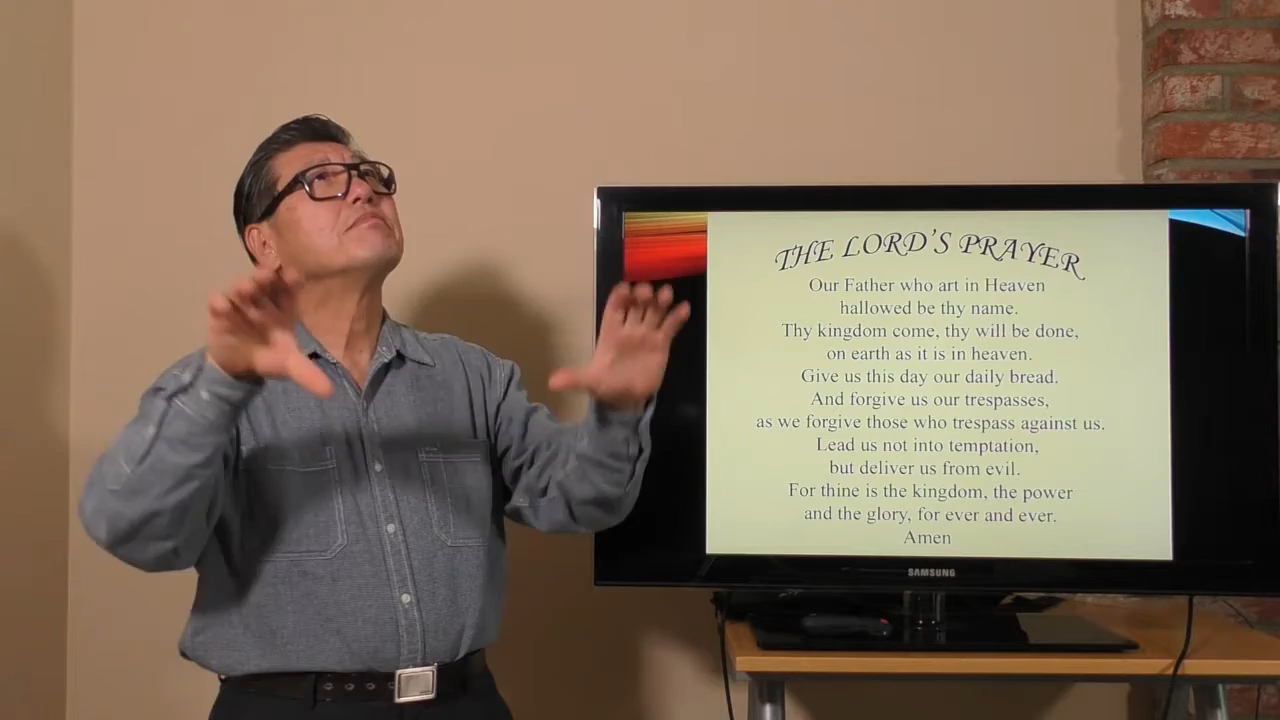 THE LORD'S PRAYER
Our Father who art in Heaven
hallowed be thy name.
Thy kingdom come, thy will be done,
on earth as it is in heaven.
Give us this day our daily bread.
And forgive us our trespasses,
as we forgive those who trespass against us.
Lead us not into temptation,
but deliver us from evil.
For thine is the kingdom, the power
and the glory, for ever and ever.
Amen
SAMSUNG